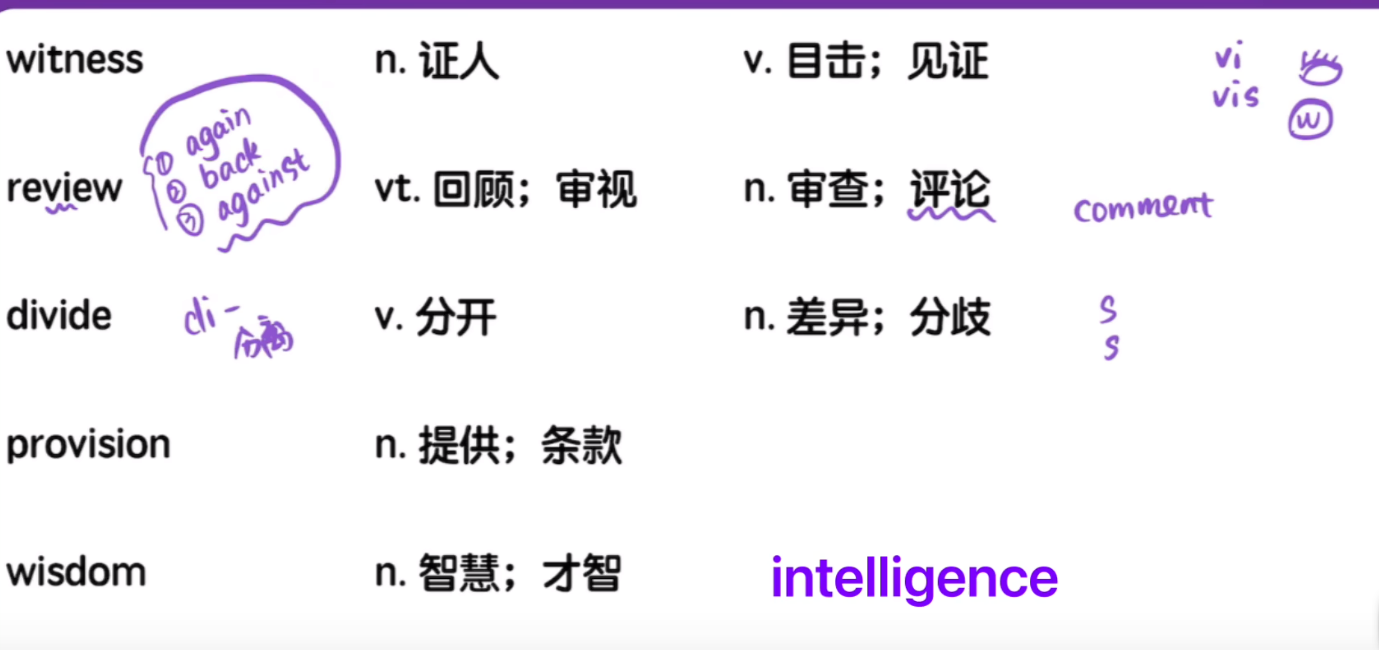 witness n. 证人 v. 目击；见证 vi
vis
w
① again
② back
③ against
review vt. 回顾；审视 n. 审查；评论 comment
divide di- 分离 v. 分开 n. 差异；分歧 s
s
provision n. 提供；条款
wisdom n. 智慧；才智 intelligence